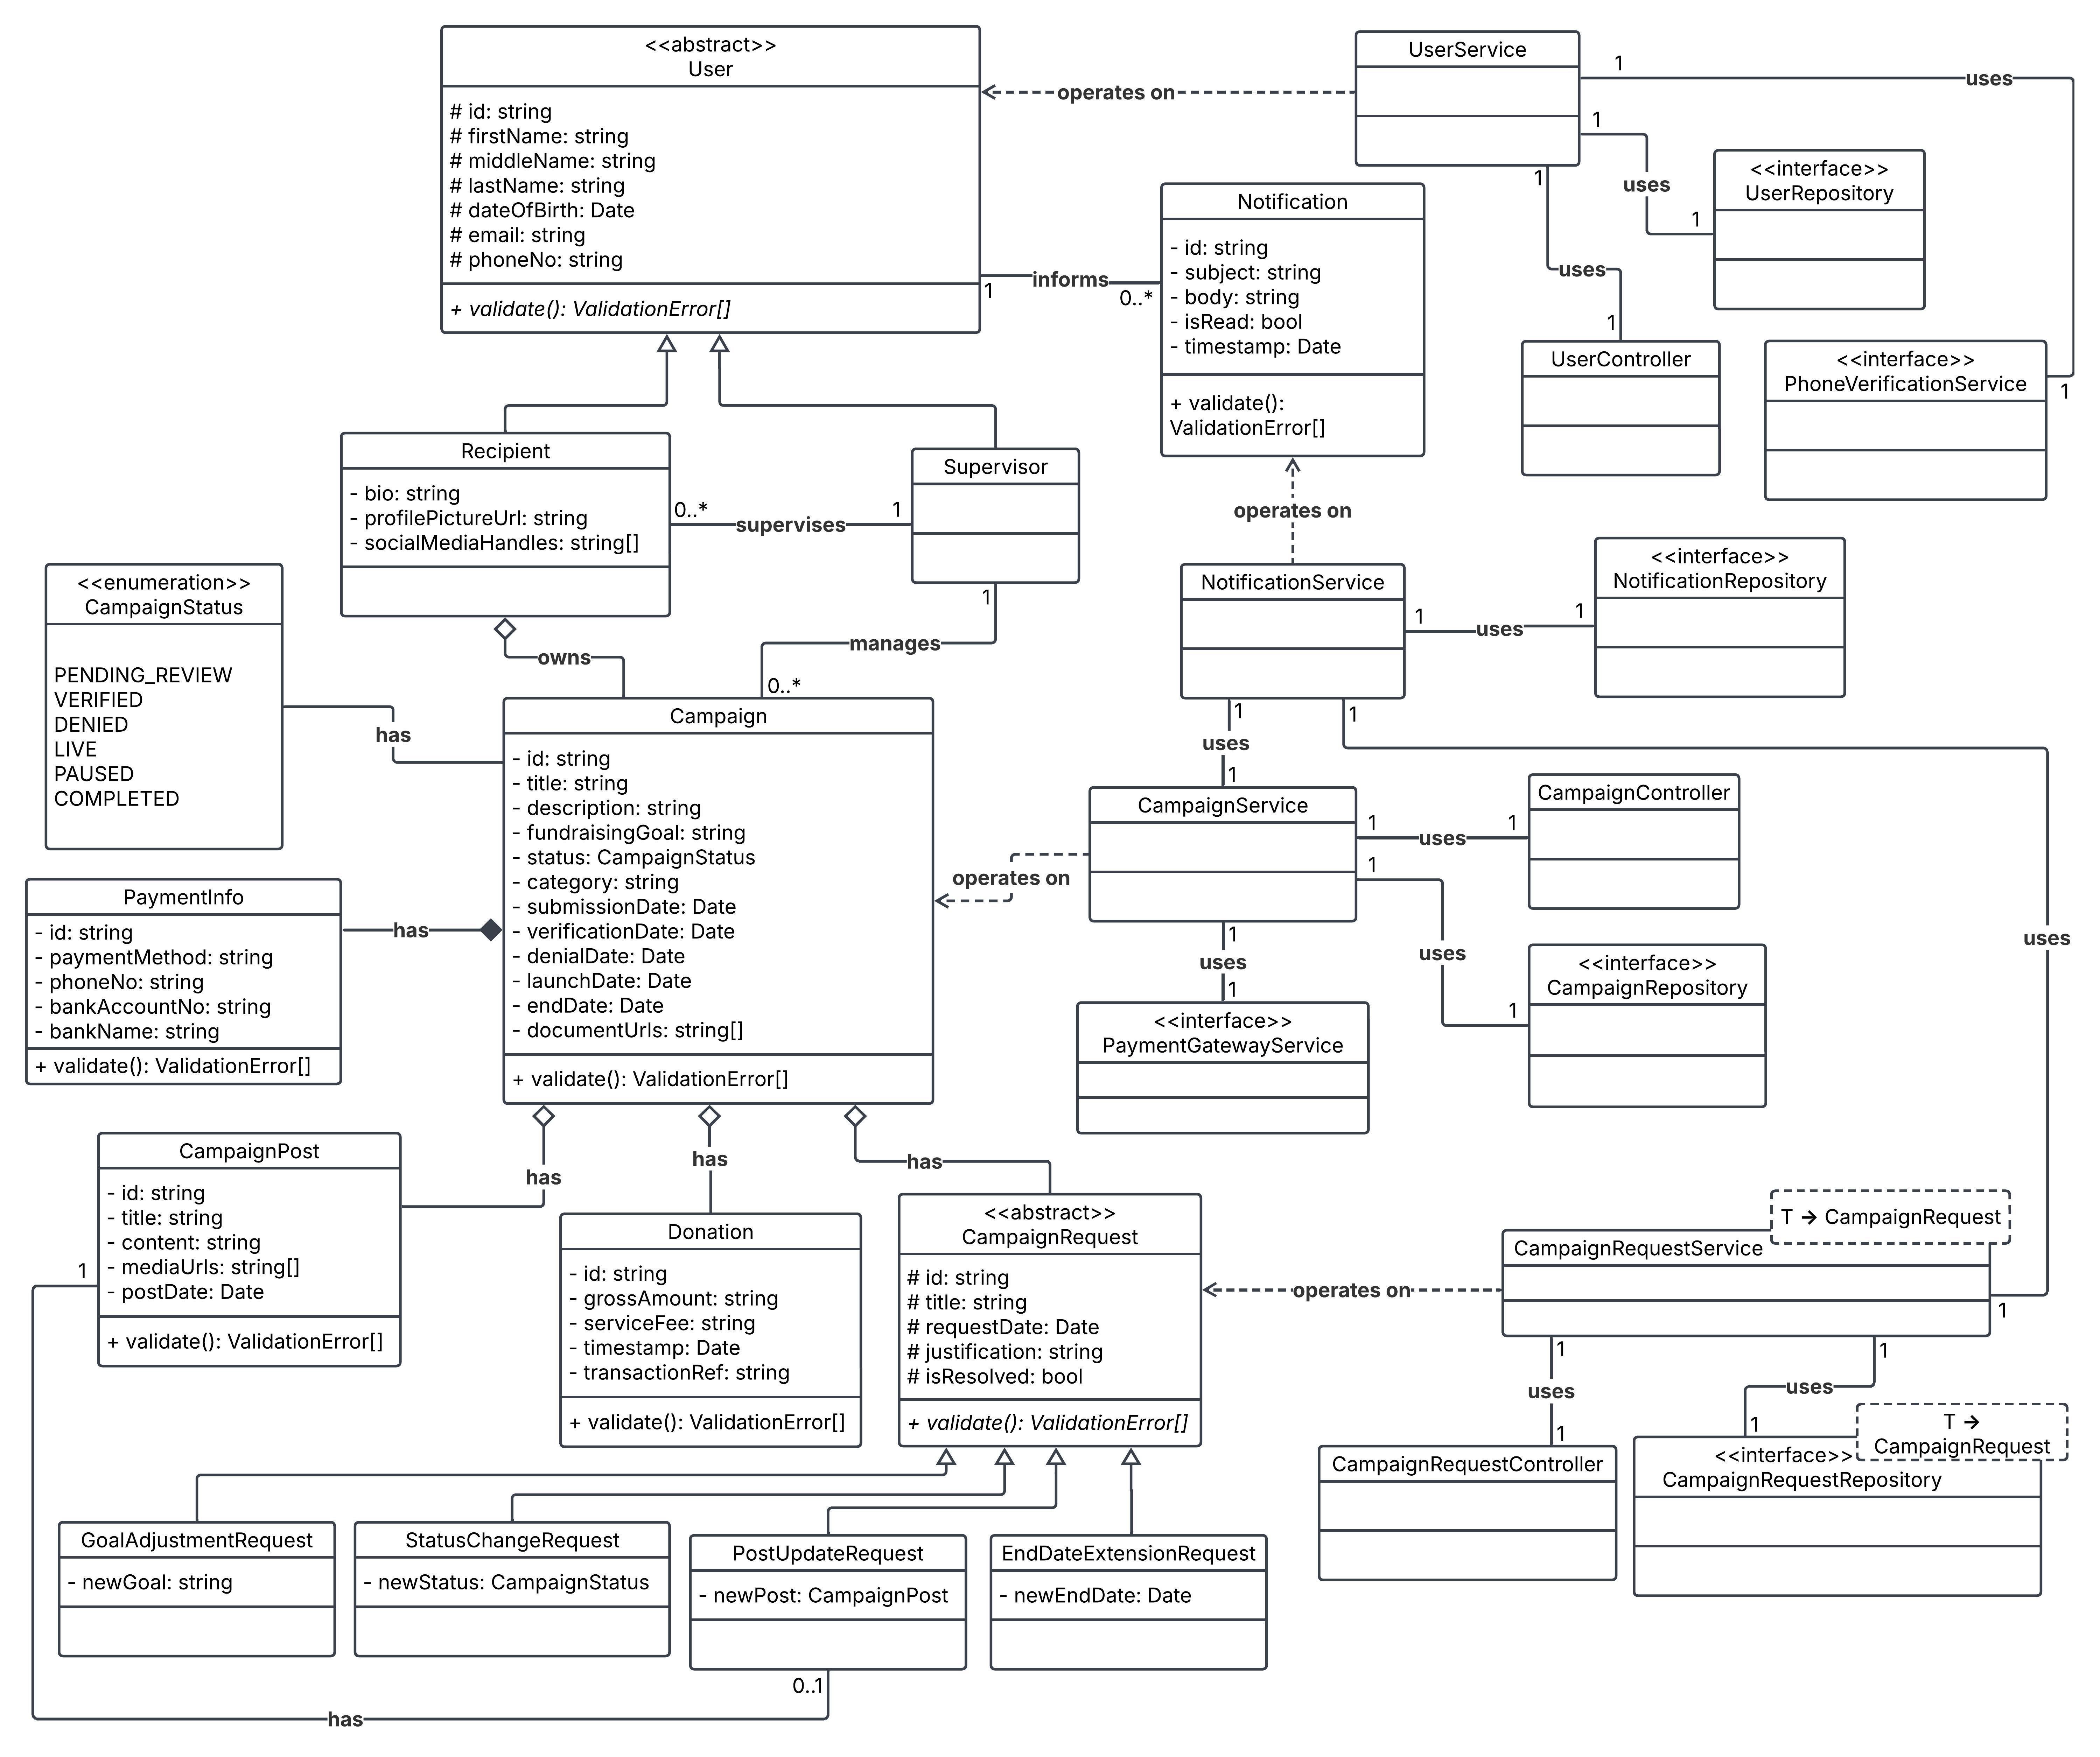 <<abstract>>
User
# id: string
# firstName: string
# middleName: string
# lastName: string
# dateOfBirth: Date
# email: string
# phoneNo: string
+ validate(): ValidationError[]
operates on
UserService
1
uses
1
1
uses
1
<<interface>>
UserRepository
1
uses
1
UserController
<<interface>>
PhoneVerificationService
1
informs
0..*
Notification
- id: string
- subject: string
- body: string
- isRead: bool
- timestamp: Date
+ validate():
ValidationError[]
Recipient
- bio: string
- profilePictureUrl: string
- socialMediaHandles: string[]
0..*
supervises
1
Supervisor
operates on
NotificationService
1
uses
1
<<interface>>
NotificationRepository
<<enumeration>>
CampaignStatus
PENDING_REVIEW
VERIFIED
DENIED
LIVE
PAUSED
COMPLETED
has
owns
1
manages
0..*
Campaign
- id: string
- title: string
- description: string
- fundraisingGoal: string
- status: CampaignStatus
- category: string
- submissionDate: Date
- verificationDate: Date
- denialDate: Date
- launchDate: Date
- endDate: Date
- documentUrls: string[]
+ validate(): ValidationError[]
1
uses
1
1
uses
1
CampaignService
operates on
1
uses
1
CampaignController
1
uses
1
<<interface>>
CampaignRepository
1
uses
1
<<interface>>
PaymentGatewayService
PaymentInfo
- id: string
- paymentMethod: string
- phoneNo: string
- bankAccountNo: string
- bankName: string
+ validate(): ValidationError[]
has
has
has
has
CampaignPost
- id: string
- title: string
- content: string
- mediaUrls: string[]
- postDate: Date
+ validate(): ValidationError[]
1
Donation
- id: string
- grossAmount: string
- serviceFee: string
- timestamp: Date
- transactionRef: string
+ validate(): ValidationError[]
<<abstract>>
CampaignRequest
# id: string
# title: string
# requestDate: Date
# justification: string
# isResolved: bool
+ validate(): ValidationError[]
operates on
T → CampaignRequest
CampaignRequestService
1
uses
1
CampaignRequestController
1
uses
1
T →
CampaignRequest
<<interface>>
CampaignRequestRepository
GoalAdjustmentRequest
- newGoal: string
StatusChangeRequest
- newStatus: CampaignStatus
PostUpdateRequest
- newPost: CampaignPost
EndDateExtensionRequest
- newEndDate: Date
0..1
has